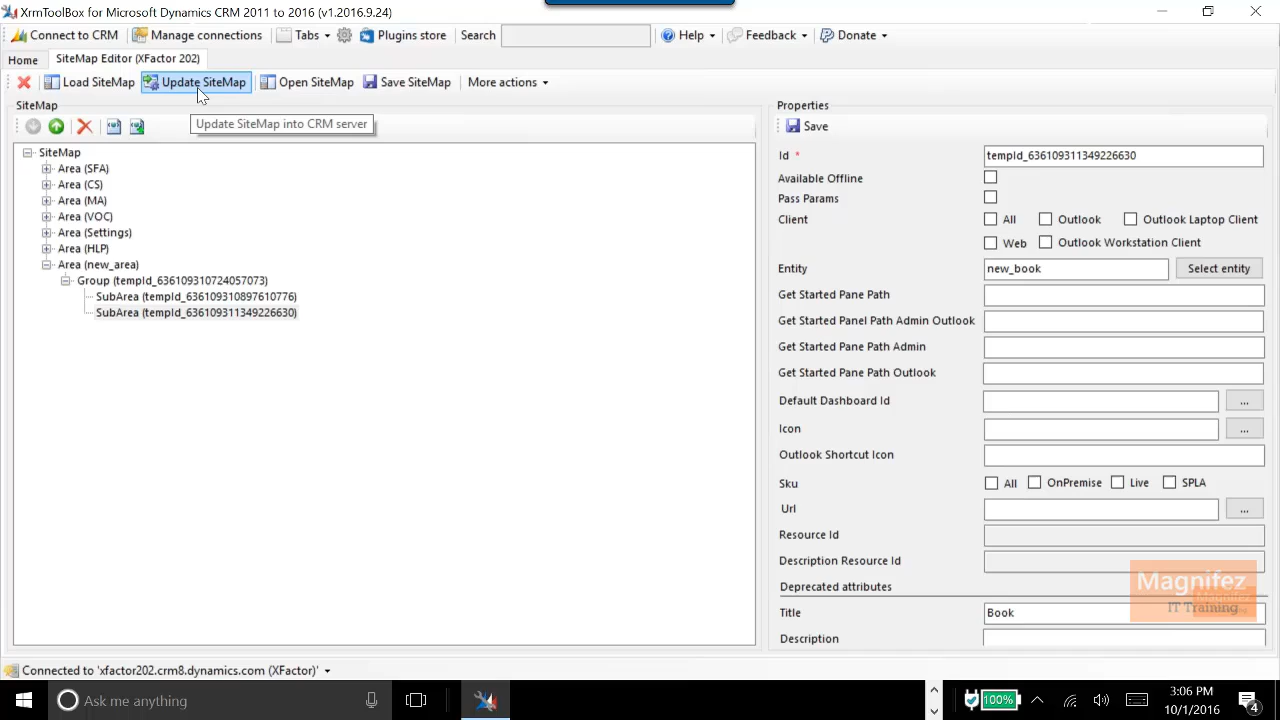 XrmToolBox for Microsoft Dynamics CRM 2011 to 2016 (v1.2016.9.24)
Connect to CRM Manage connections Tabs Plugins store Search Help Feedback Donate
Home SiteMap Editor (XFactor 202)
Load SiteMap Update SiteMap Open SiteMap Save SiteMap More actions
SiteMap
Update SiteMap into CRM server
SiteMap
Area (SFA)
Area (CS)
Area (MA)
Area (VOC)
Area (Settings)
Area (HLP)
Area (new_area)
Group (tempId_636109310724057073)
SubArea (tempId_636109310897610776)
SubArea (tempId_636109311349226630)
Properties
Save
Id * tempId_636109311349226630
Available Offline
Pass Params
Client All Outlook Outlook Laptop Client
Web Outlook Workstation Client
Entity new_book Select entity
Get Started Pane Path
Get Started Panel Path Admin Outlook
Get Started Pane Path Admin
Get Started Pane Path Outlook
Default Dashboard Id ...
Icon ...
Outlook Shortcut Icon
Sku All OnPremise Live SPLA
Url ...
Resource Id
Description Resource Id
Deprecated attributes
Title Book
Description
Magnifez
Magnifez
IT Training
Connected to 'xfactor202.crm8.dynamics.com (XFactor)'
Ask me anything
100%
3:06 PM
10/1/2016
4